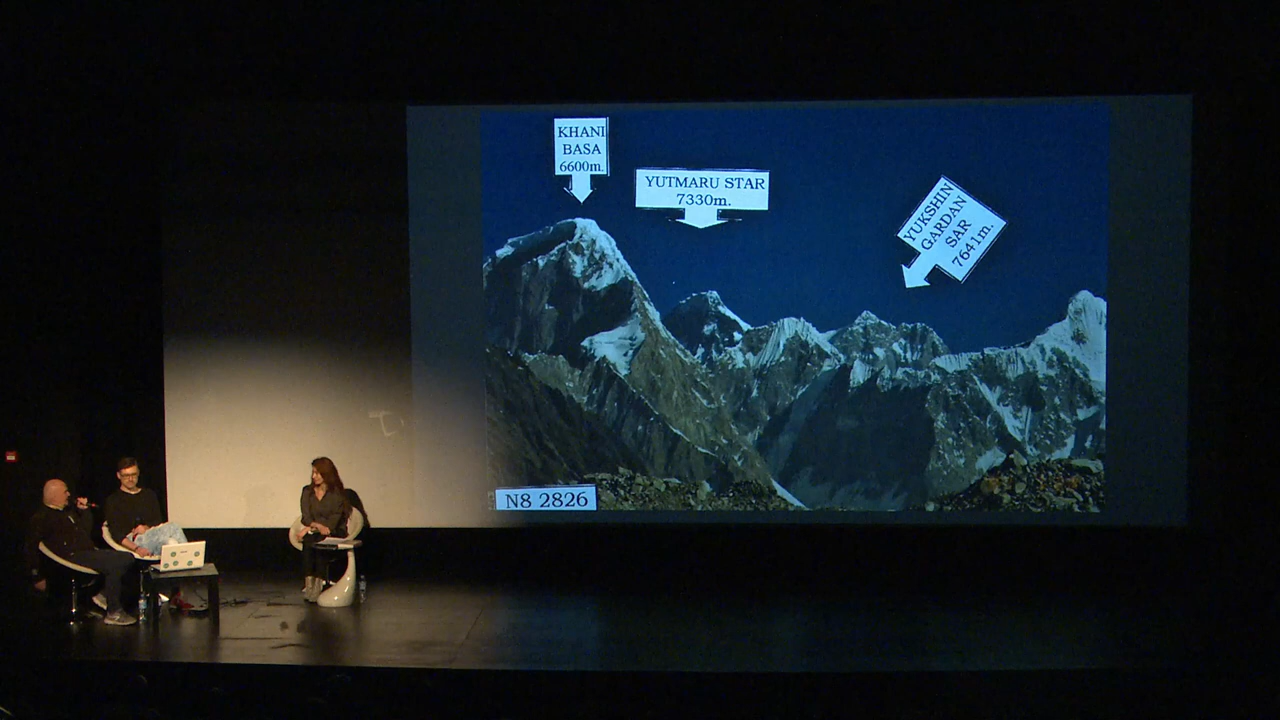 KHANI
BASA
6600m.
YUTMARU STAR
7330m.
YUKSHIN
GARDAN
SAR
7641m.
N8 2826